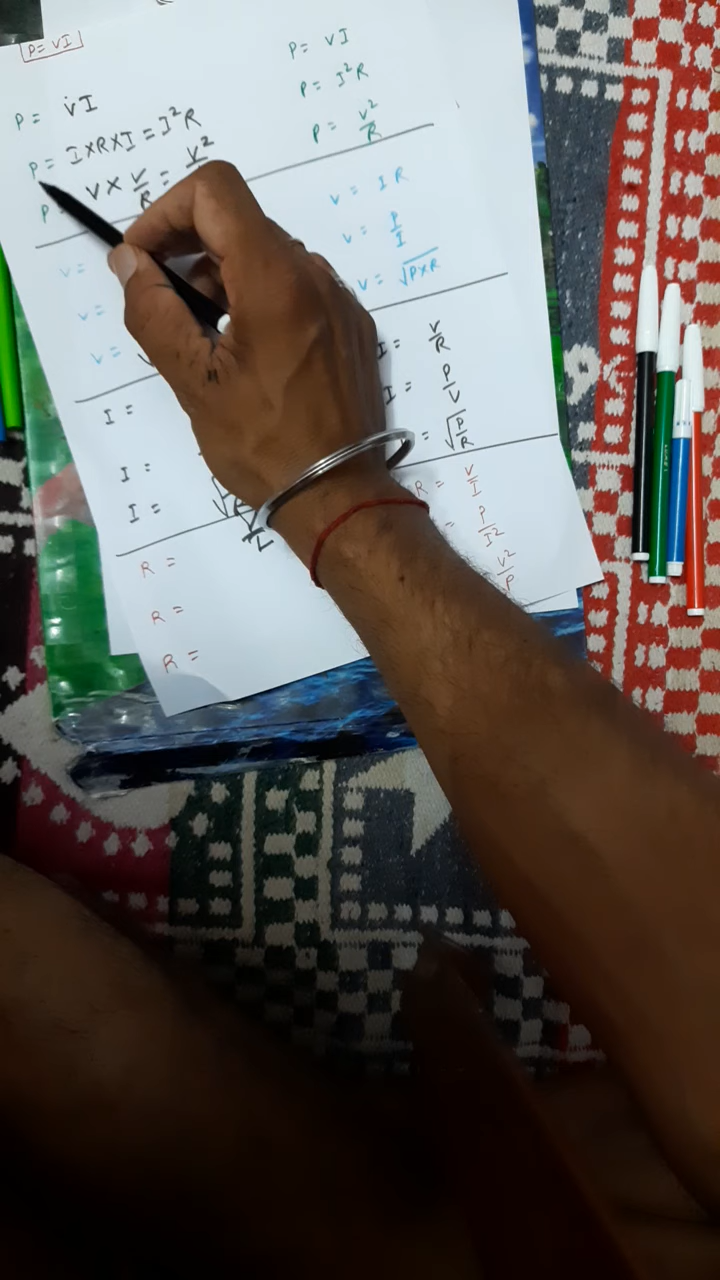 P = VI
P = VI
P = I×R×I = I²R
P V × V/R = V²
P = VI
P = I²R
P = V²/R
V =
V =
V =
V = IR
V = P/I
V = √P×R
I =
I =
I =
I = V/R
I = P/V
= √P/R
R =
R =
R =
R = V/I
= P/I²
V²/P